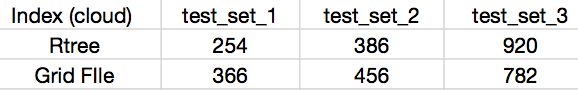 Index (cloud) test_set_1 test_set_2 test_set_3
Rtree 254 386 920
Grid FIle 366 456 782